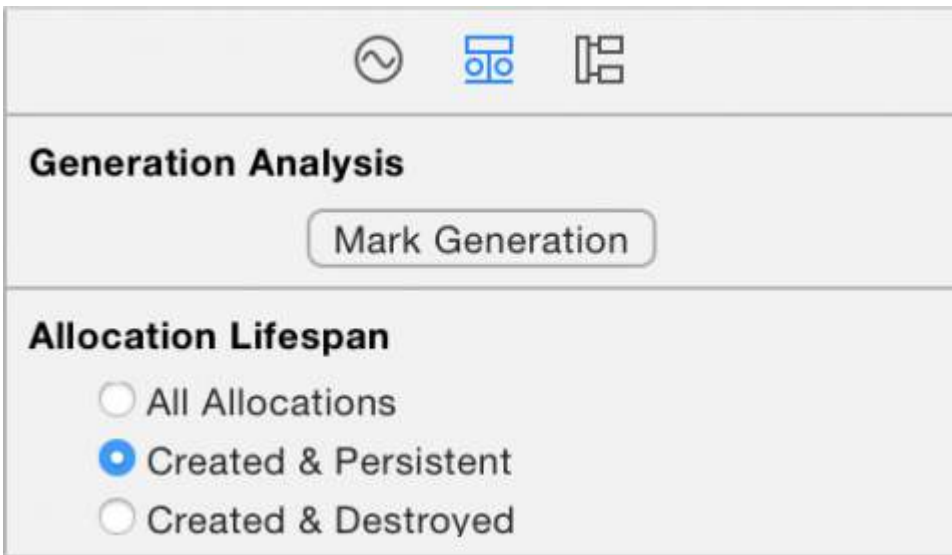 Generation Analysis
Mark Generation
Allocation Lifespan
All Allocations
Created & Persistent
Created & Destroyed